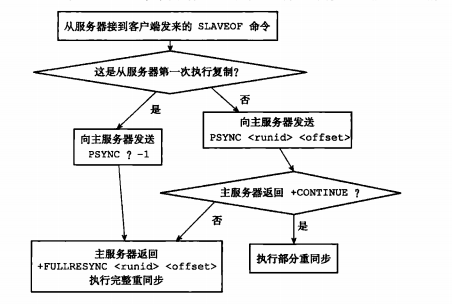 从服务器接到客户端发来的 SLAVEOF 命令
这是从服务器第一次执行复制?
是
否
向主服务器发送
PSYNC ? -1
向主服务器发送
PSYNC <runid> <offset>
主服务器返回 +CONTINUE ?
否
是
主服务器返回
+FULLRESYNC <runid> <offset>
执行完整重同步
执行部分重同步